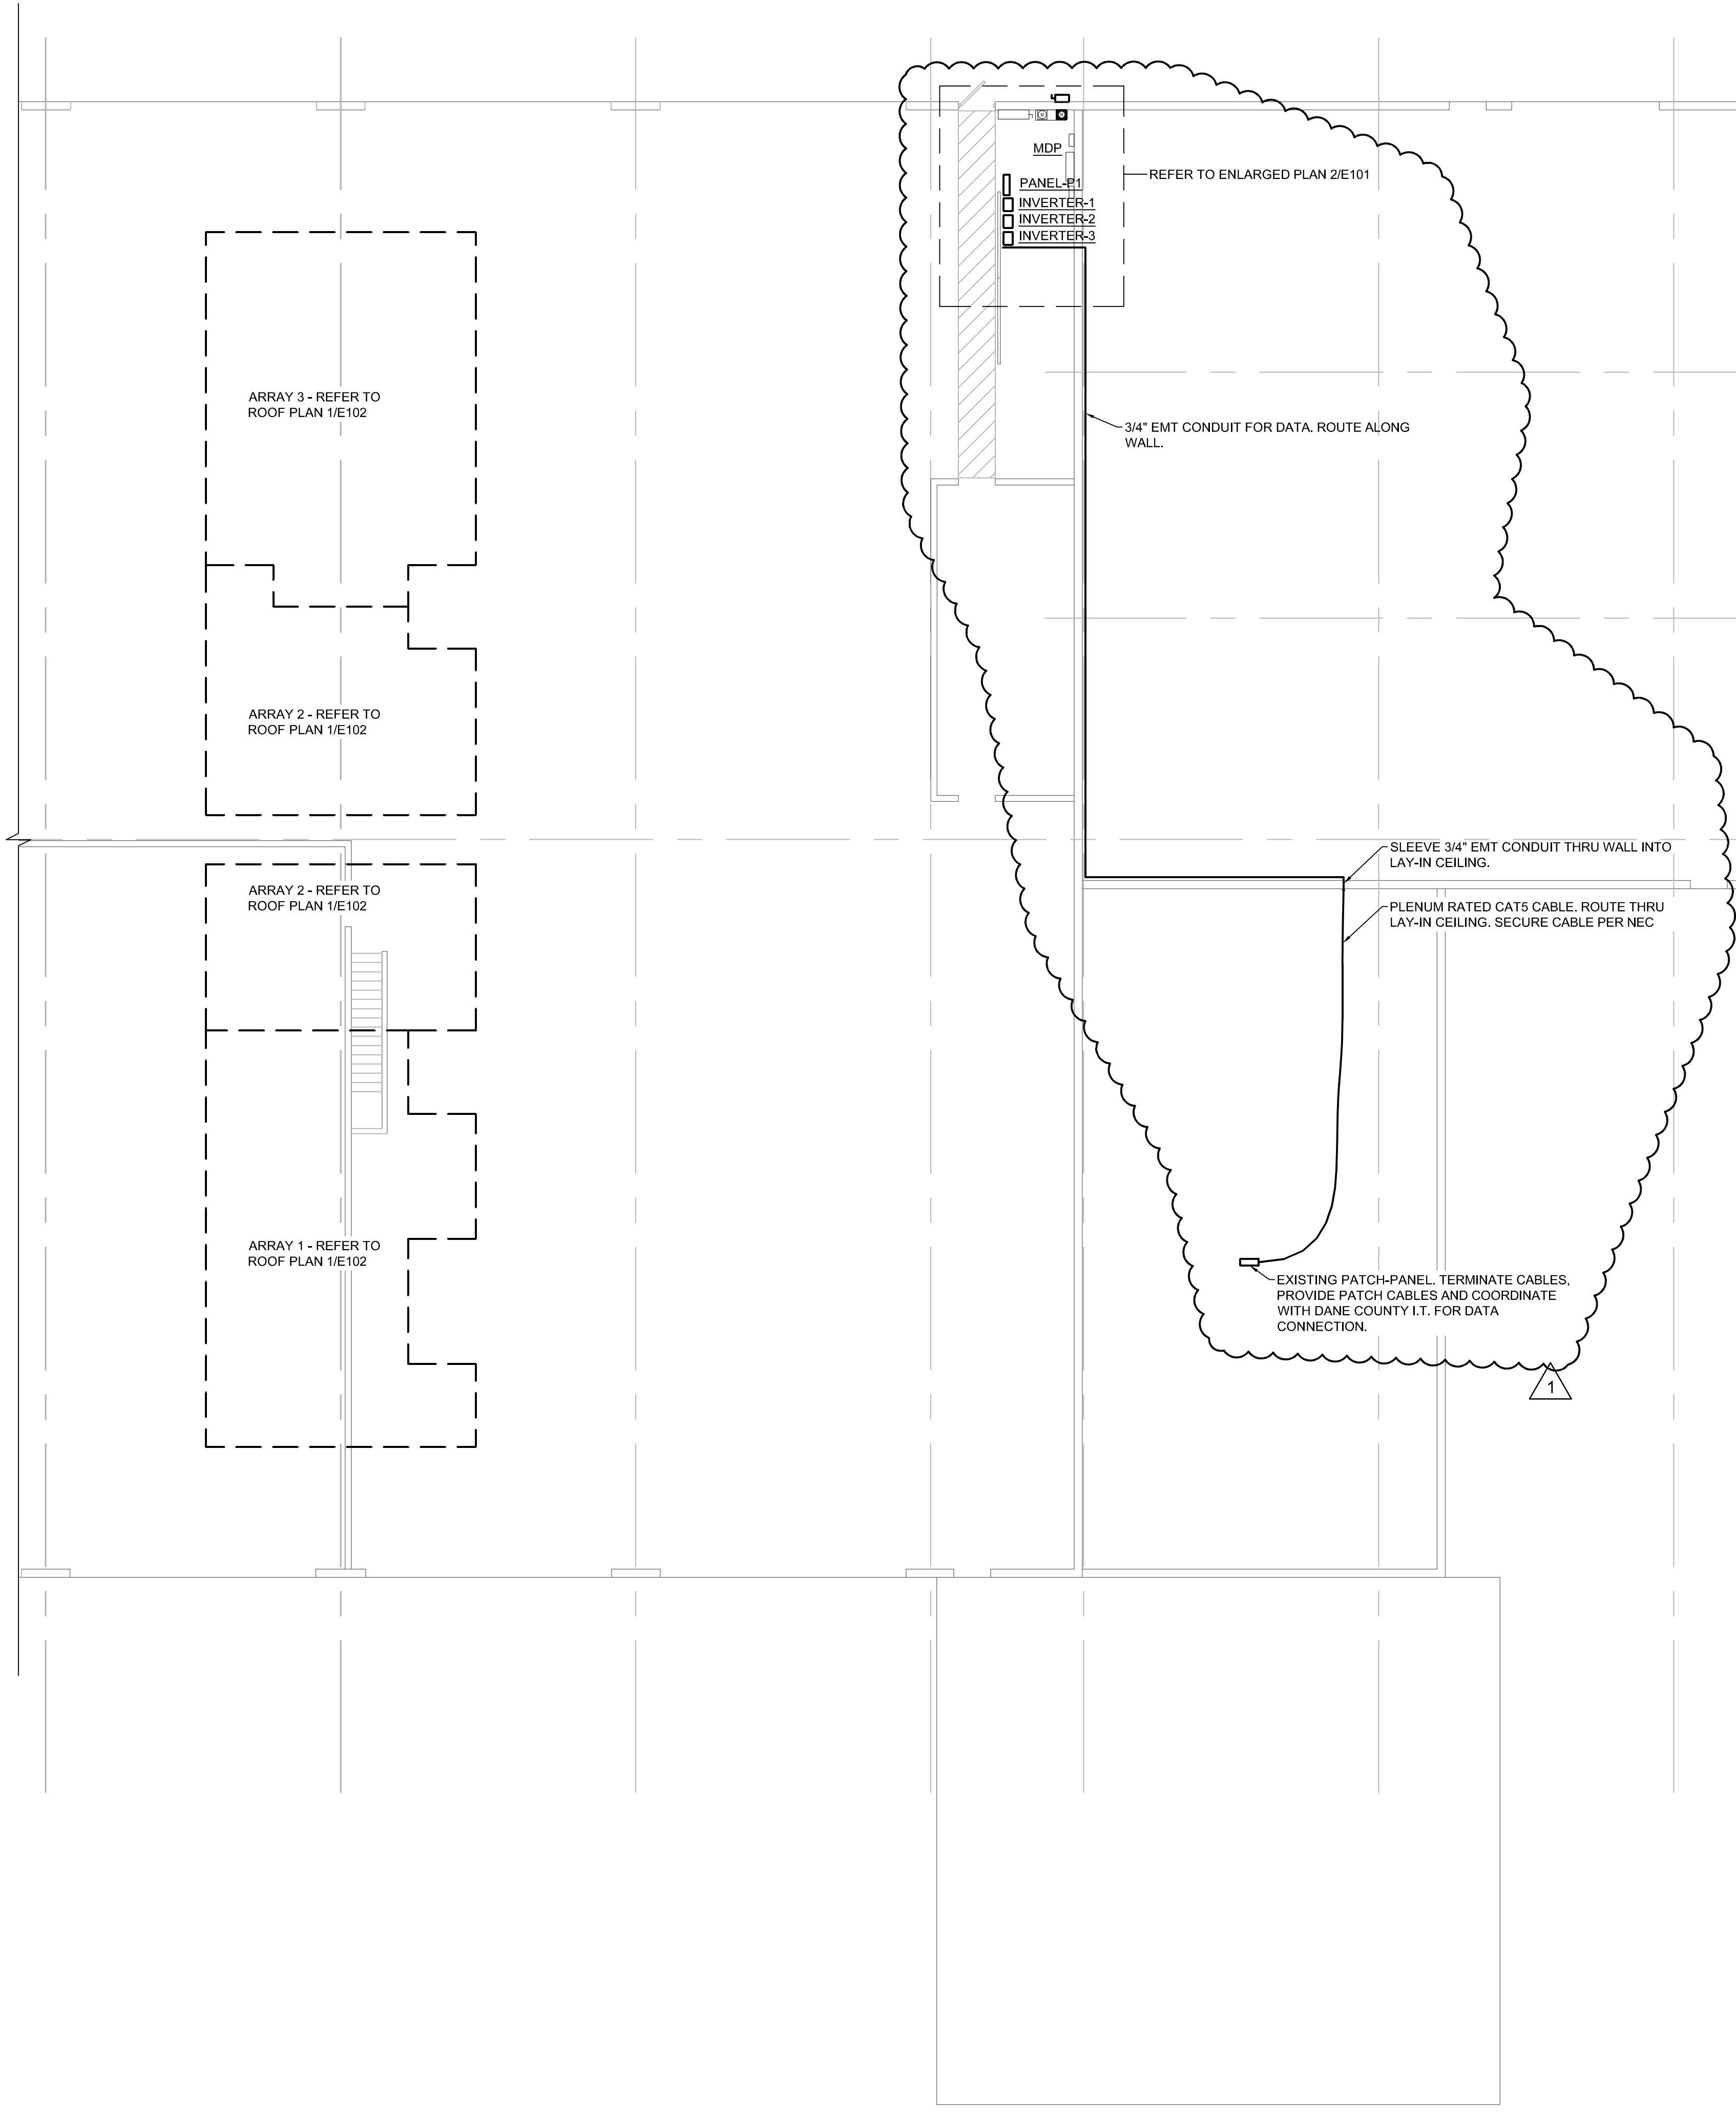 MDP
REFER TO ENLARGED PLAN 2/E101
PANEL-P1
INVERTER-1
INVERTER-2
INVERTER-3
ARRAY 3 - REFER TO
ROOF PLAN 1/E102
3/4" EMT CONDUIT FOR DATA. ROUTE ALONG
WALL.
ARRAY 2 - REFER TO
ROOF PLAN 1/E102
SLEEVE 3/4" EMT CONDUIT THRU WALL INTO
LAY-IN CEILING.
ARRAY 2 - REFER TO
ROOF PLAN 1/E102
PLENUM RATED CAT5 CABLE. ROUTE THRU
LAY-IN CEILING. SECURE CABLE PER NEC
ARRAY 1 - REFER TO
ROOF PLAN 1/E102
EXISTING PATCH-PANEL. TERMINATE CABLES,
PROVIDE PATCH CABLES AND COORDINATE
WITH DANE COUNTY I.T. FOR DATA
CONNECTION.
1